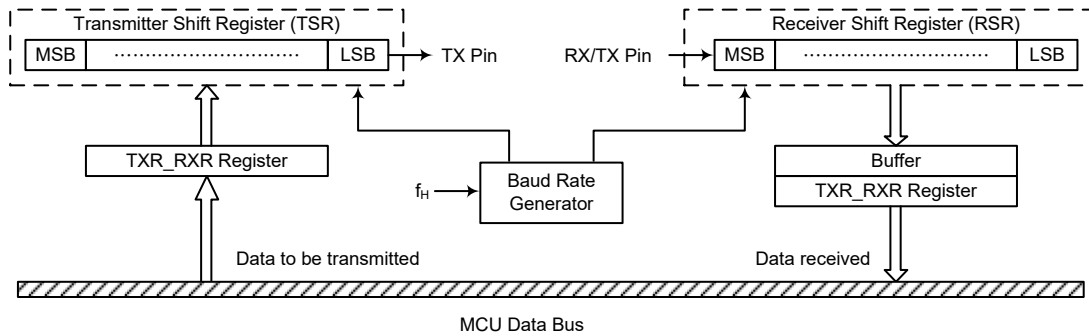 Transmitter Shift Register (TSR)
MSB ........................................ LSB
TX Pin
RX/TX Pin
Receiver Shift Register (RSR)
MSB ........................................ LSB
TXR_RXR Register
fH
Baud Rate
Generator
Buffer
TXR_RXR Register
Data to be transmitted
Data received
MCU Data Bus